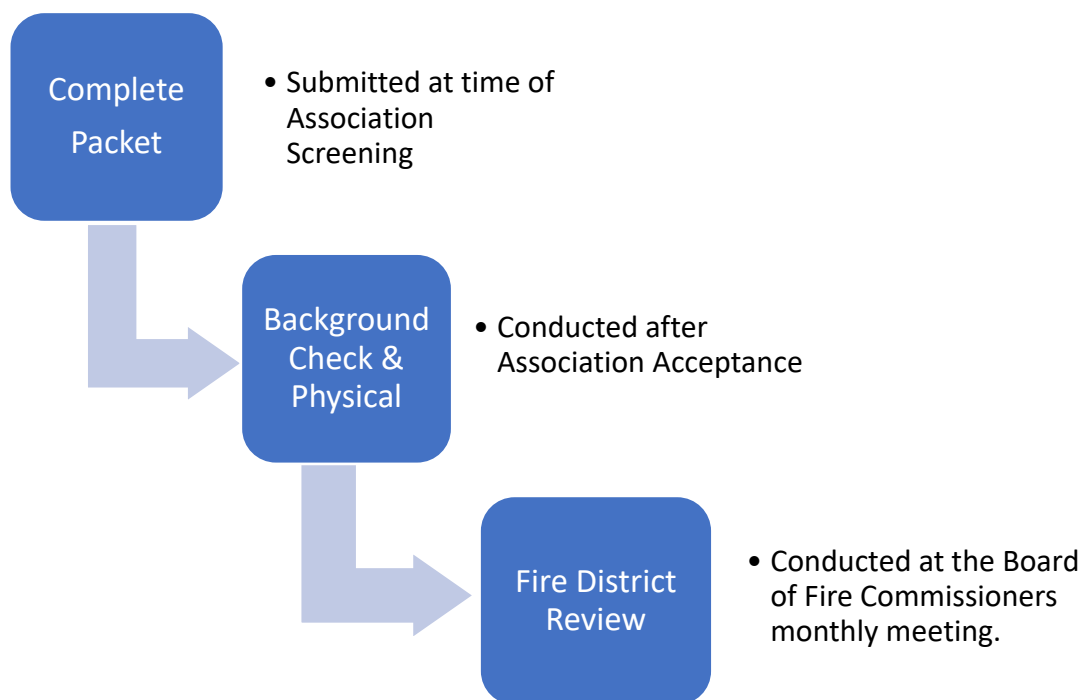 Complete
Packet
• Submitted at time of
Association
Screening
Background
Check &
Physical
• Conducted after
Association Acceptance
Fire District
Review
• Conducted at the Board
of Fire Commissioners
monthly meeting.